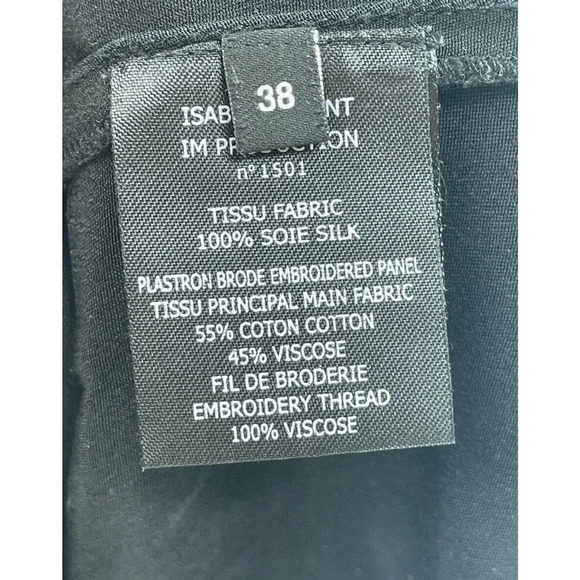 38
IM
n°1501
TISSU FABRIC
100% SOIE SILK
PLASTRON BRODE EMBROIDERED PANEL
TISSU PRINCIPAL MAIN FABRIC
55% COTON COTTON
45% VISCOSE
FIL DE BRODERIE
EMBROIDERY THREAD
100% VISCOSE